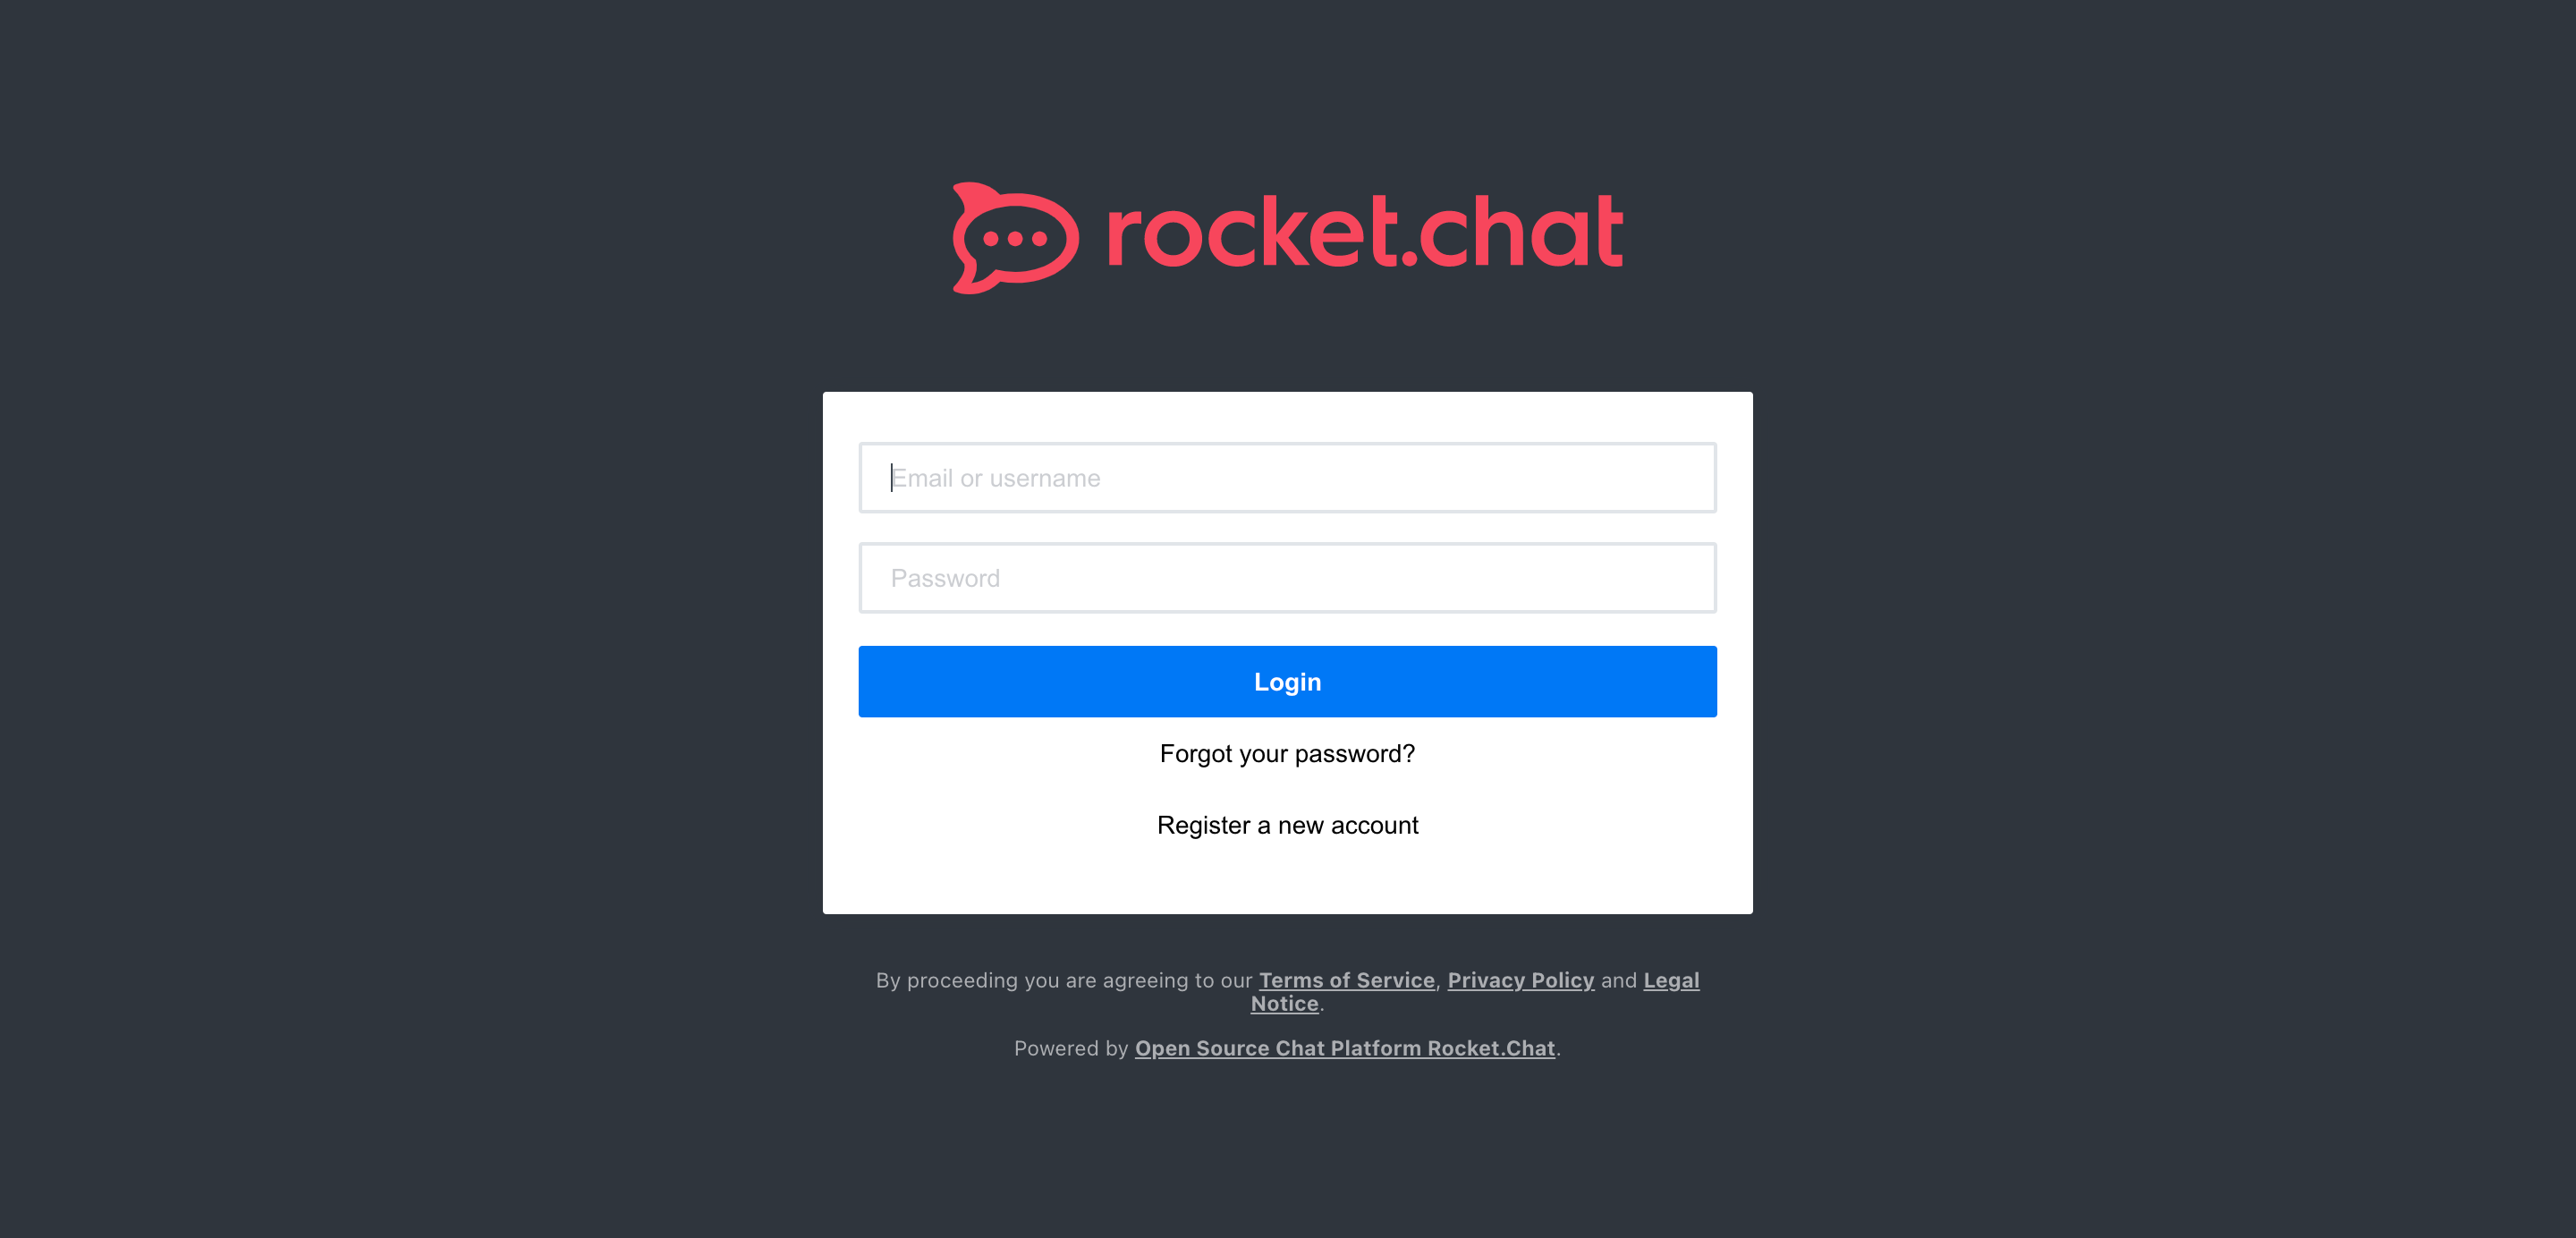 rocket.chat
Email or username
Password
Login
Forgot your password?
Register a new account
By proceeding you are agreeing to our Terms of Service, Privacy Policy and Legal
Notice.
Powered by Open Source Chat Platform Rocket.Chat.